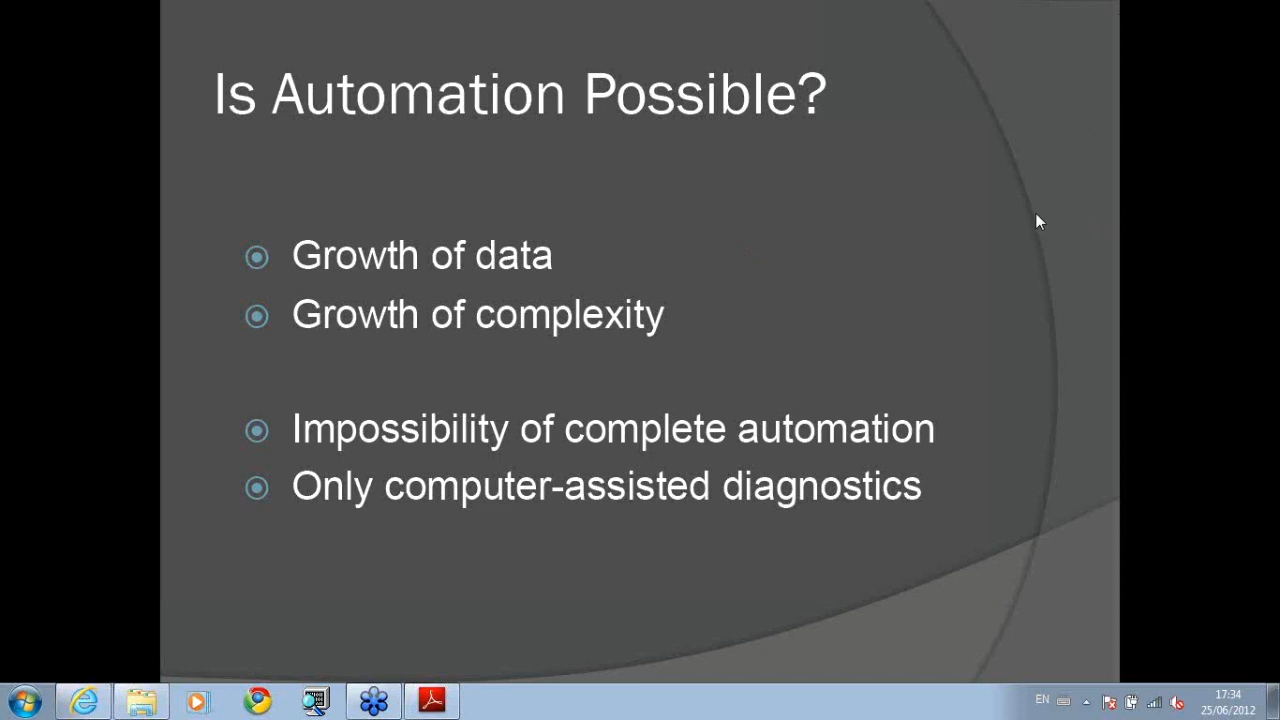 Is Automation Possible?
Growth of data
Growth of complexity
Impossibility of complete automation
Only computer-assisted diagnostics
EN
17:34
25/06/2012